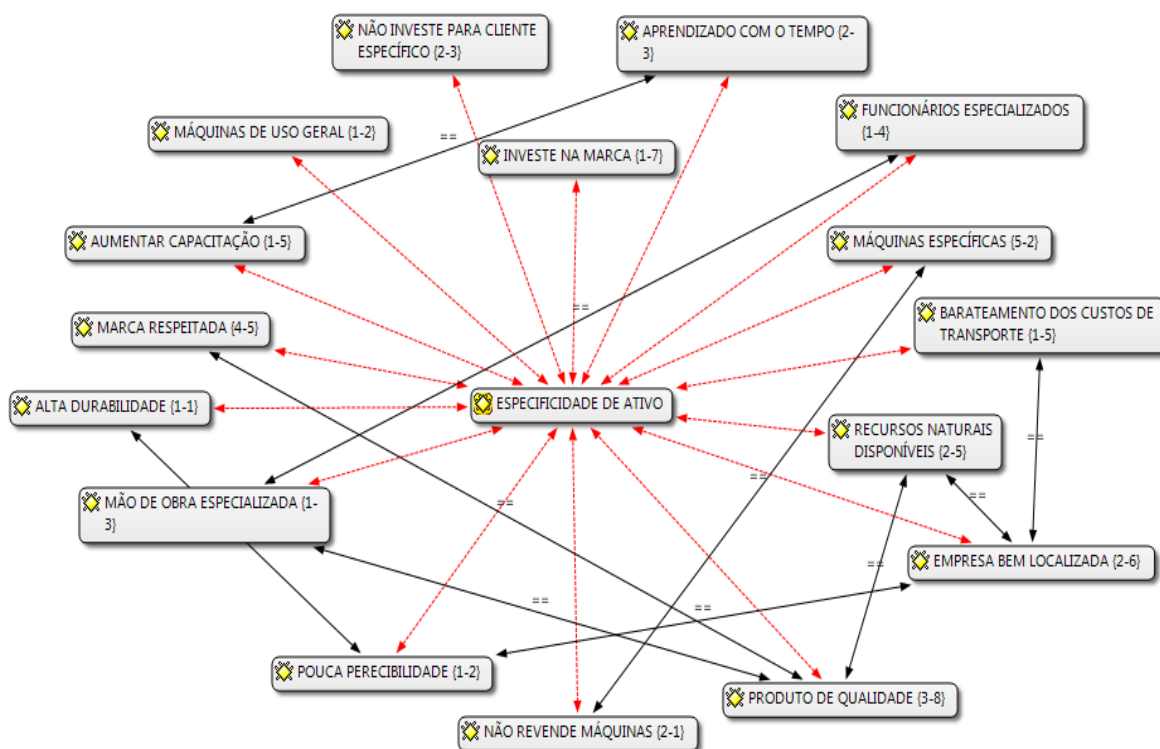 NÃO INVESTE PARA CLIENTE
ESPECÍFICO {2-3}
APRENDIZADO COM O TEMPO {2-
3}
FUNCIONÁRIOS ESPECIALIZADOS
{1-4}
MÁQUINAS DE USO GERAL {1-2}
==
INVESTE NA MARCA {1-7}
AUMENTAR CAPACITAÇÃO {1-5}
MÁQUINAS ESPECÍFICAS {5-2}
==
MARCA RESPEITADA {4-5}
BARATEAMENTO DOS CUSTOS DE
TRANSPORTE {1-5}
ALTA DURABILIDADE {1-1}
ESPECIFICIDADE DE ATIVO
RECURSOS NATURAIS
DISPONÍVEIS {2-5}
==
==
==
==
MÃO DE OBRA ESPECIALIZADA {1-
3}
==
EMPRESA BEM LOCALIZADA {2-6}
==
==
POUCA PERECIBILIDADE {1-2}
PRODUTO DE QUALIDADE {3-8}
NÃO REVENDE MÁQUINAS {2-1}